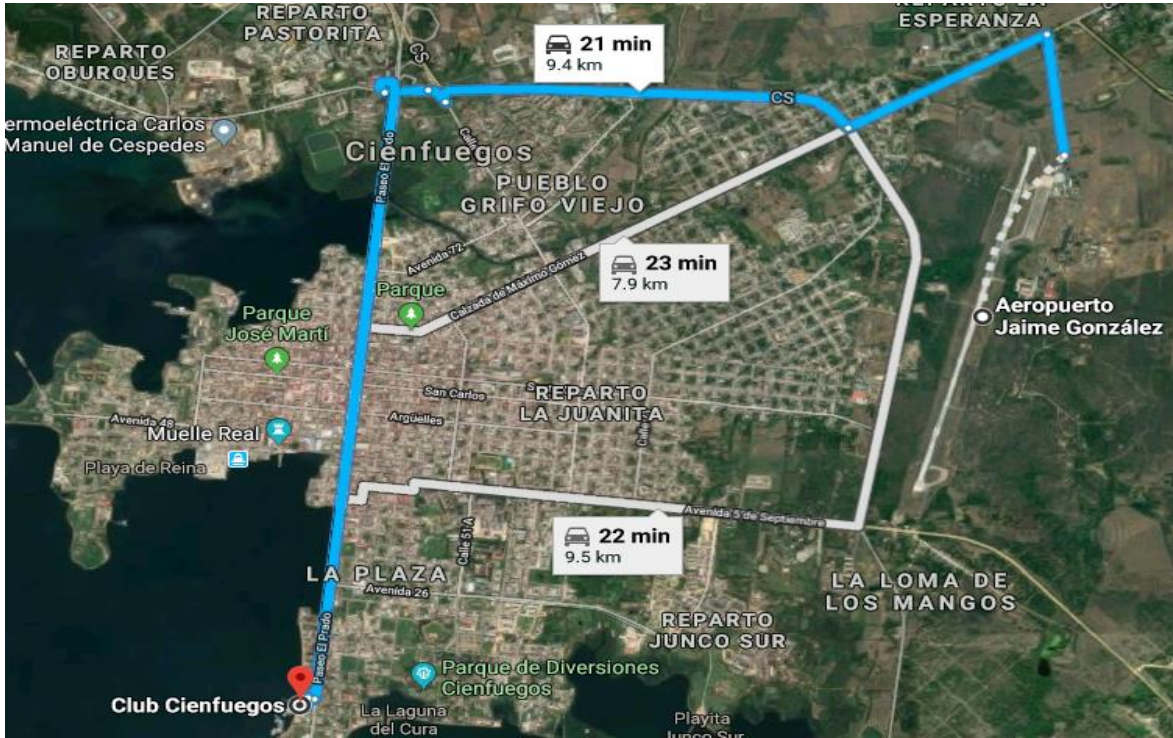 REPARTO
PASTORITA
REPARTO LA
ESPERANZA
REPARTO
OBURQUES
CS
21 min
9.4 km
CS
ermoeléctrica Carlos
Manuel de Cespedes
Cienfuegos
Paseo El Prado
PUEBLO
GRIFO VIEJO
Avenida 72
Calzada de Máximo Gómez
23 min
7.9 km
Parque
Parque
José Martí
Aeropuerto
Jaime González
San Carlos
REPARTO
LA JUANITA
Argüelles
Avenida 48
Muelle Real
Playa de Reina
Avenida 5 de Septiembre
22 min
9.5 km
Calle 51 A
LA PLAZA
Avenida 26
LA LOMA DE
LOS MANGOS
REPARTO
JUNCO SUR
Paseo El Prado
Parque de Diversiones
Cienfuegos
Club Cienfuegos
La Laguna
del Cura
Playita
Junco Sur